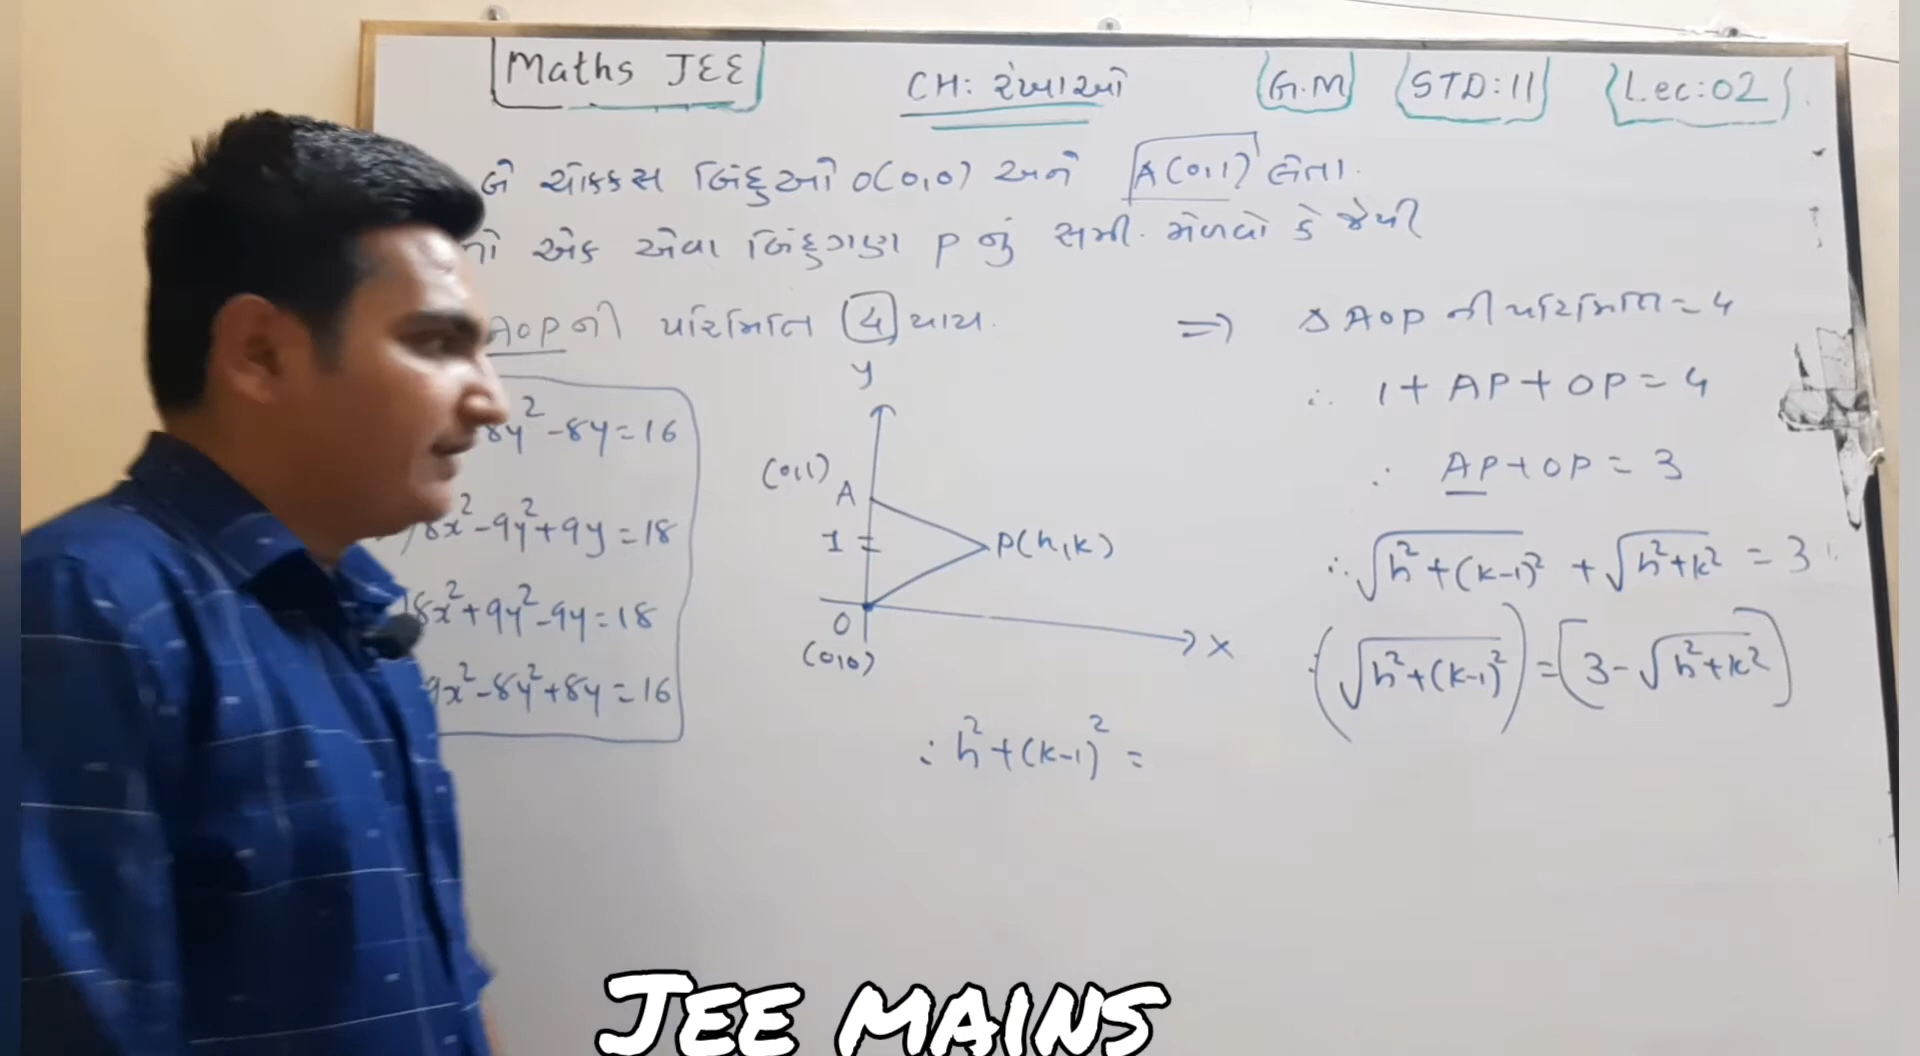 Maths JEE
CH: રેખાઓ
G.M
STD:11
Lec:02
બે ચોક્કસ બિંદુઓ O(0,0) અને A(0,1) લેતા.
એક એવા બિંદુગણ P નું સમી. મેળવો કે જેથી
AOP ની પરિમિતિ 4 થાય.
8y²-8y=16
8x²-9y²+9y=18
8x²+9y²-9y=18
9x²-8y²+8y=16
y
(0,1)
A
1
P(h,k)
O
(0,0)
X
∴ h²+(k-1)² =
⇒ ΔAOP ની પરિમિતિ = 4
∴ 1+AP+OP=4
∴ AP+OP=3
∴ √h²+(k-1)² + √h²+k² = 3
(√h²+(k-1)²)=[3-√h²+k²]
JEE MAINS